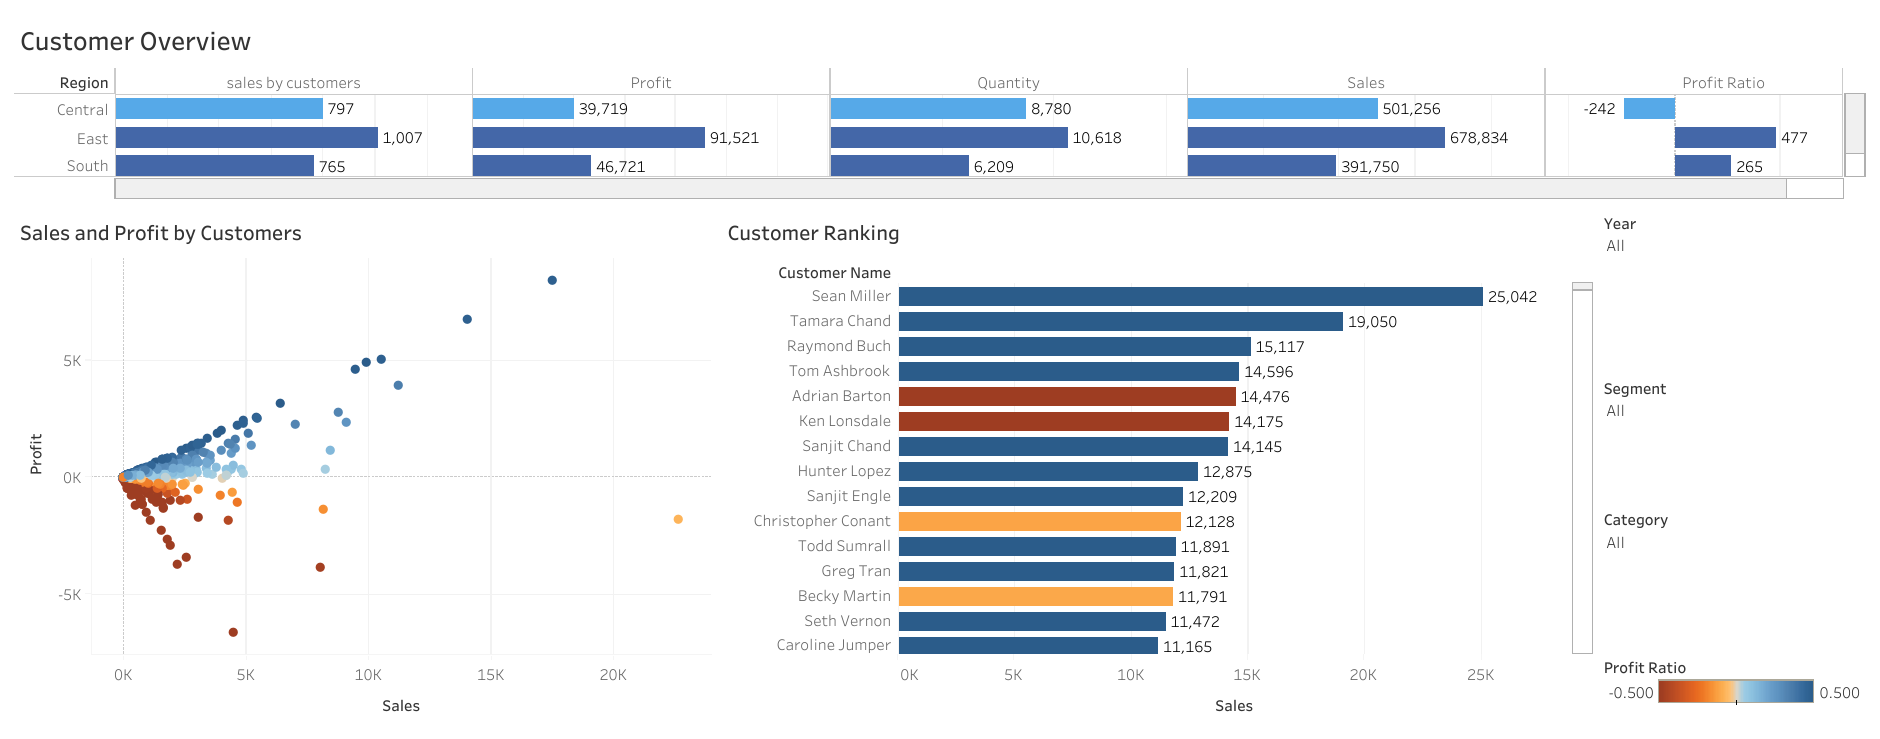 Customer Overview
Region sales by customers Profit Quantity Sales Profit Ratio
Central 797 39,719 8,780 501,256 -242
East 1,007 91,521 10,618 678,834 477
South 765 46,721 6,209 391,750 265
Sales and Profit by Customers
Profit
5K
0K
-5K
0K 5K 10K 15K 20K
Sales
Customer Ranking
Customer Name
Sean Miller 25,042
Tamara Chand 19,050
Raymond Buch 15,117
Tom Ashbrook 14,596
Adrian Barton 14,476
Ken Lonsdale 14,175
Sanjit Chand 14,145
Hunter Lopez 12,875
Sanjit Engle 12,209
Christopher Conant 12,128
Todd Sumrall 11,891
Greg Tran 11,821
Becky Martin 11,791
Seth Vernon 11,472
Caroline Jumper 11,165
0K 5K 10K 15K 20K 25K
Sales
Year
All
Segment
All
Category
All
Profit Ratio
-0.500 0.500